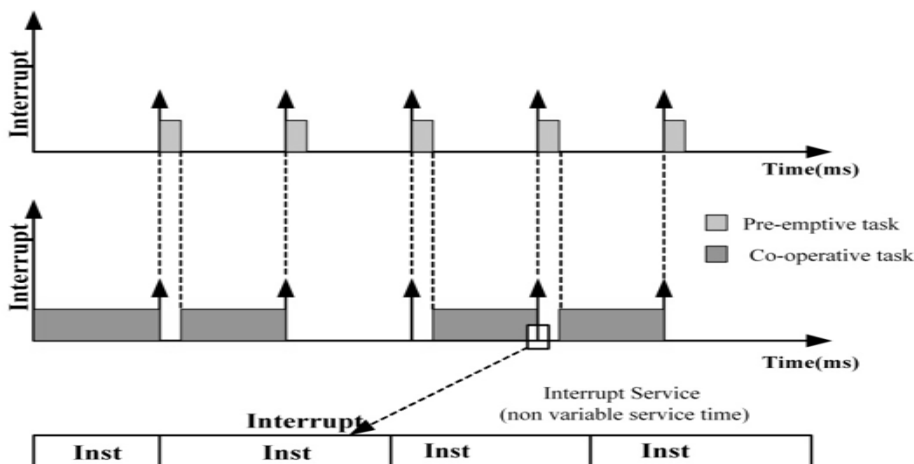 Interrupt
Time(ms)
Interrupt
Pre-emptive task
Co-operative task
Time(ms)
Interrupt Service
(non variable service time)
Interrupt
Inst Inst Inst Inst